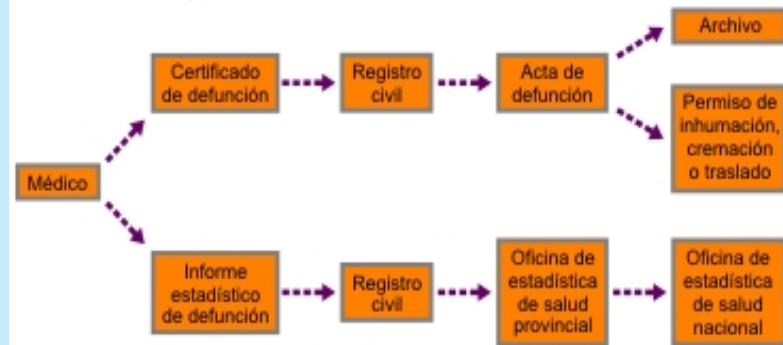 Médico
Certificado
de defunción
Registro
civil
Acta de
defunción
Archivo
Permiso de
inhumación,
cremación
o traslado
Informe
estadístico
de defunción
Registro
civil
Oficina de
estadística
de salud
provincial
Oficina de
estadística
de salud
nacional